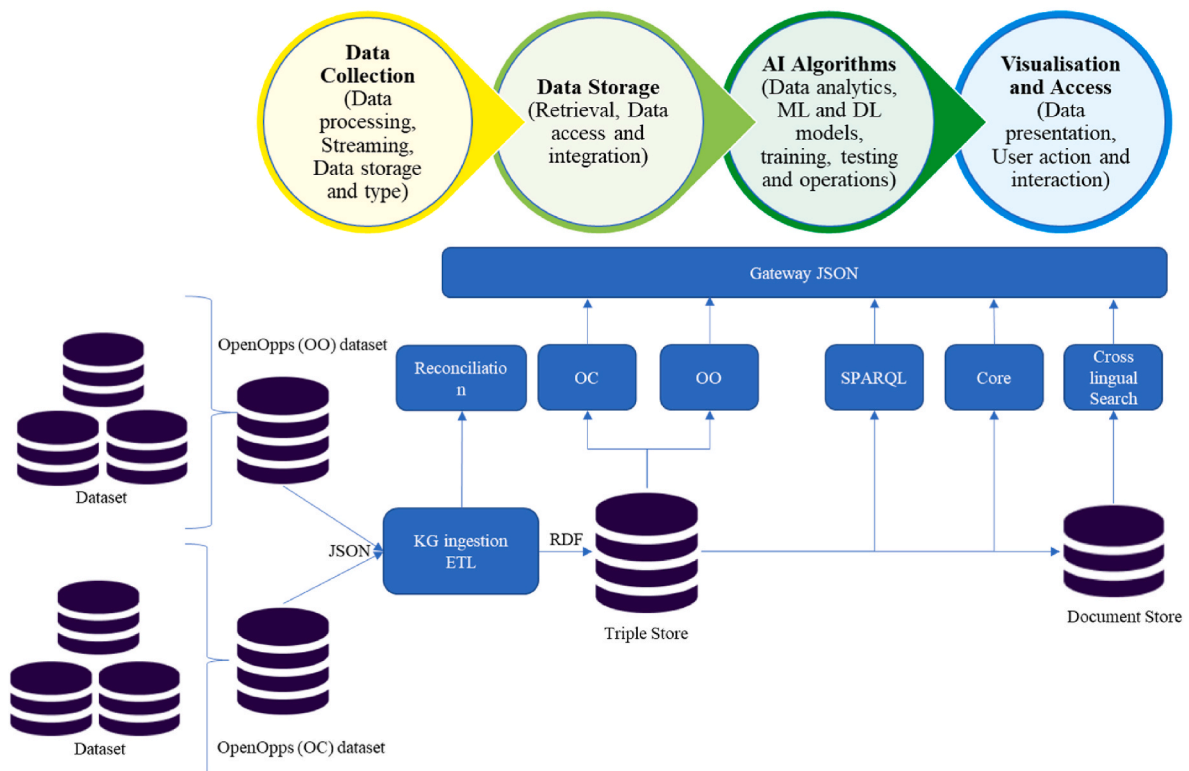 Data
Collection
(Data
processing,
Streaming,
Data storage
and type)
Data Storage
(Retrieval, Data
access and
integration)
AI Algorithms
(Data analytics,
ML and DL
models,
training, testing
and operations)
Visualisation
and Access
(Data
presentation,
User action and
interaction)
Gateway JSON
OpenOpps (OO) dataset
Reconciliatio
n
OC
OO
SPARQL
Core
Cross
lingual
Search
Dataset
JSON
KG ingestion
ETL
RDF
Triple Store
Document Store
Dataset
OpenOpps (OC) dataset